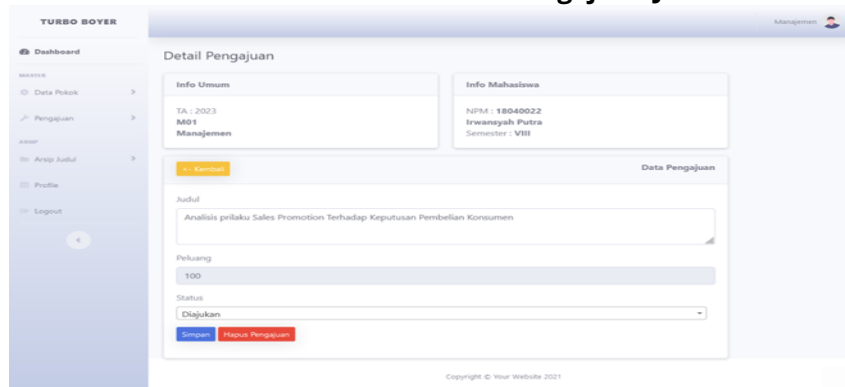 TURBO BOYER
Manajemen
Dashboard
MASTER
Data Pokok
Pengajuan
ARSIP
Arsip Judul
Profile
Logout
Detail Pengajuan
Info Umum
TA : 2023
M01
Manajemen
Info Mahasiswa
NPM : 18040022
Irwansyah Putra
Semester : VIII
<- Kembali
Data Pengajuan
Judul
Analisis prilaku Sales Promotion Terhadap Keputusan Pembelian Konsumen
Peluang
100
Status
Diajukan
Simpan Hapus Pengajuan
Copyright © Your Website 2021